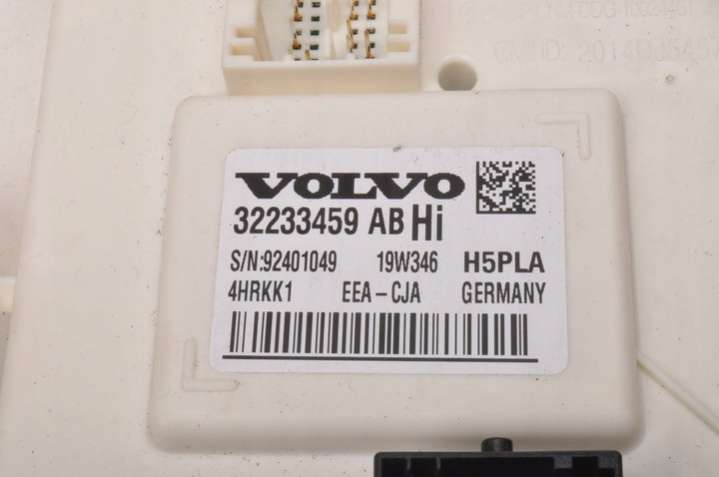 VOLVO
32233459 AB Hi
S/N:92401049 19W346 H5PLA
4HRKK1 EEA-CJA GERMANY